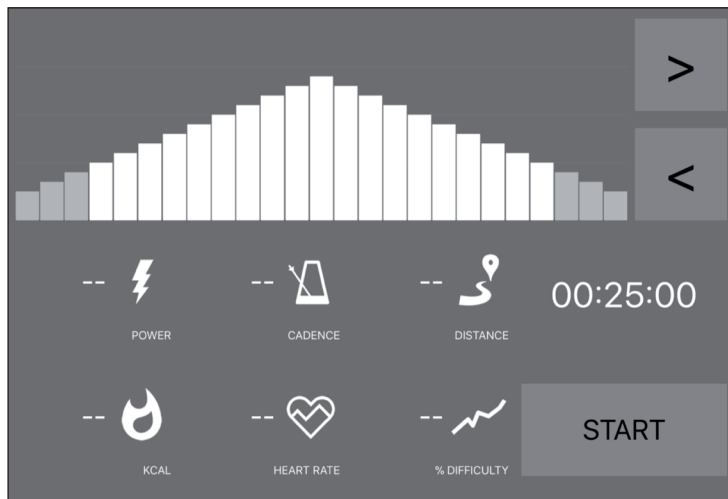 >
<
-- -- -- 00:25:00
POWER CADENCE DISTANCE
-- -- --
START
KCAL HEART RATE % DIFFICULTY